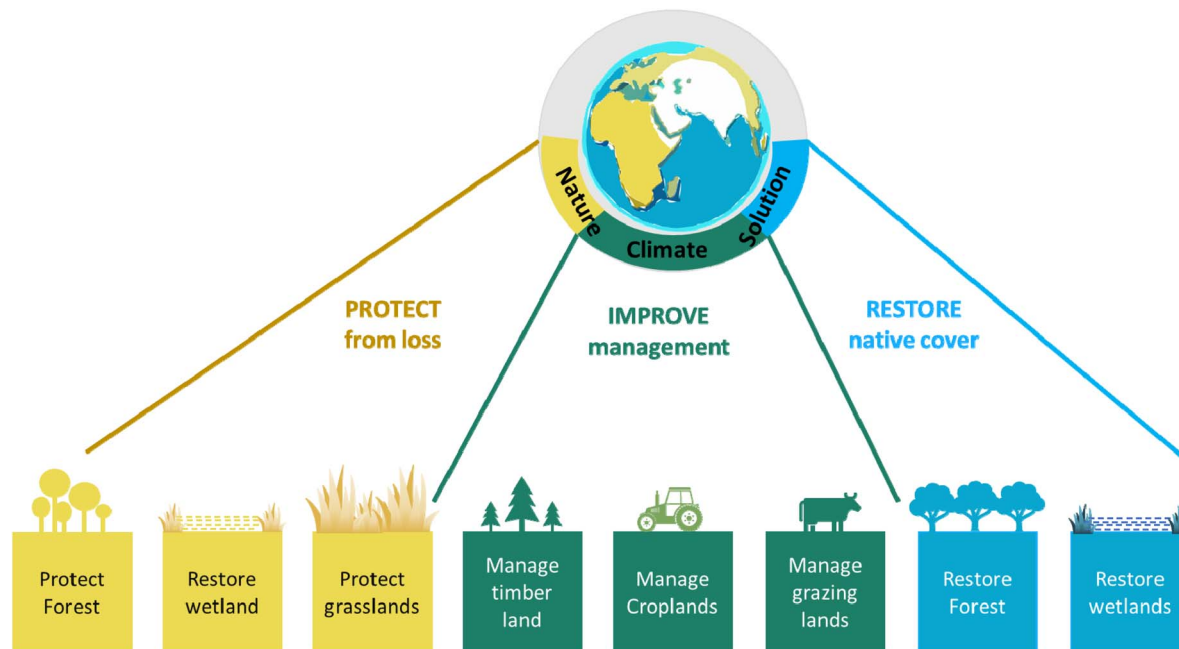 Nature
Climate
Solution
PROTECT
from loss
IMPROVE
management
RESTORE
native cover
Protect
Forest
Restore
wetland
Protect
grasslands
Manage
timber
land
Manage
Croplands
Manage
grazing
lands
Restore
Forest
Restore
wetlands